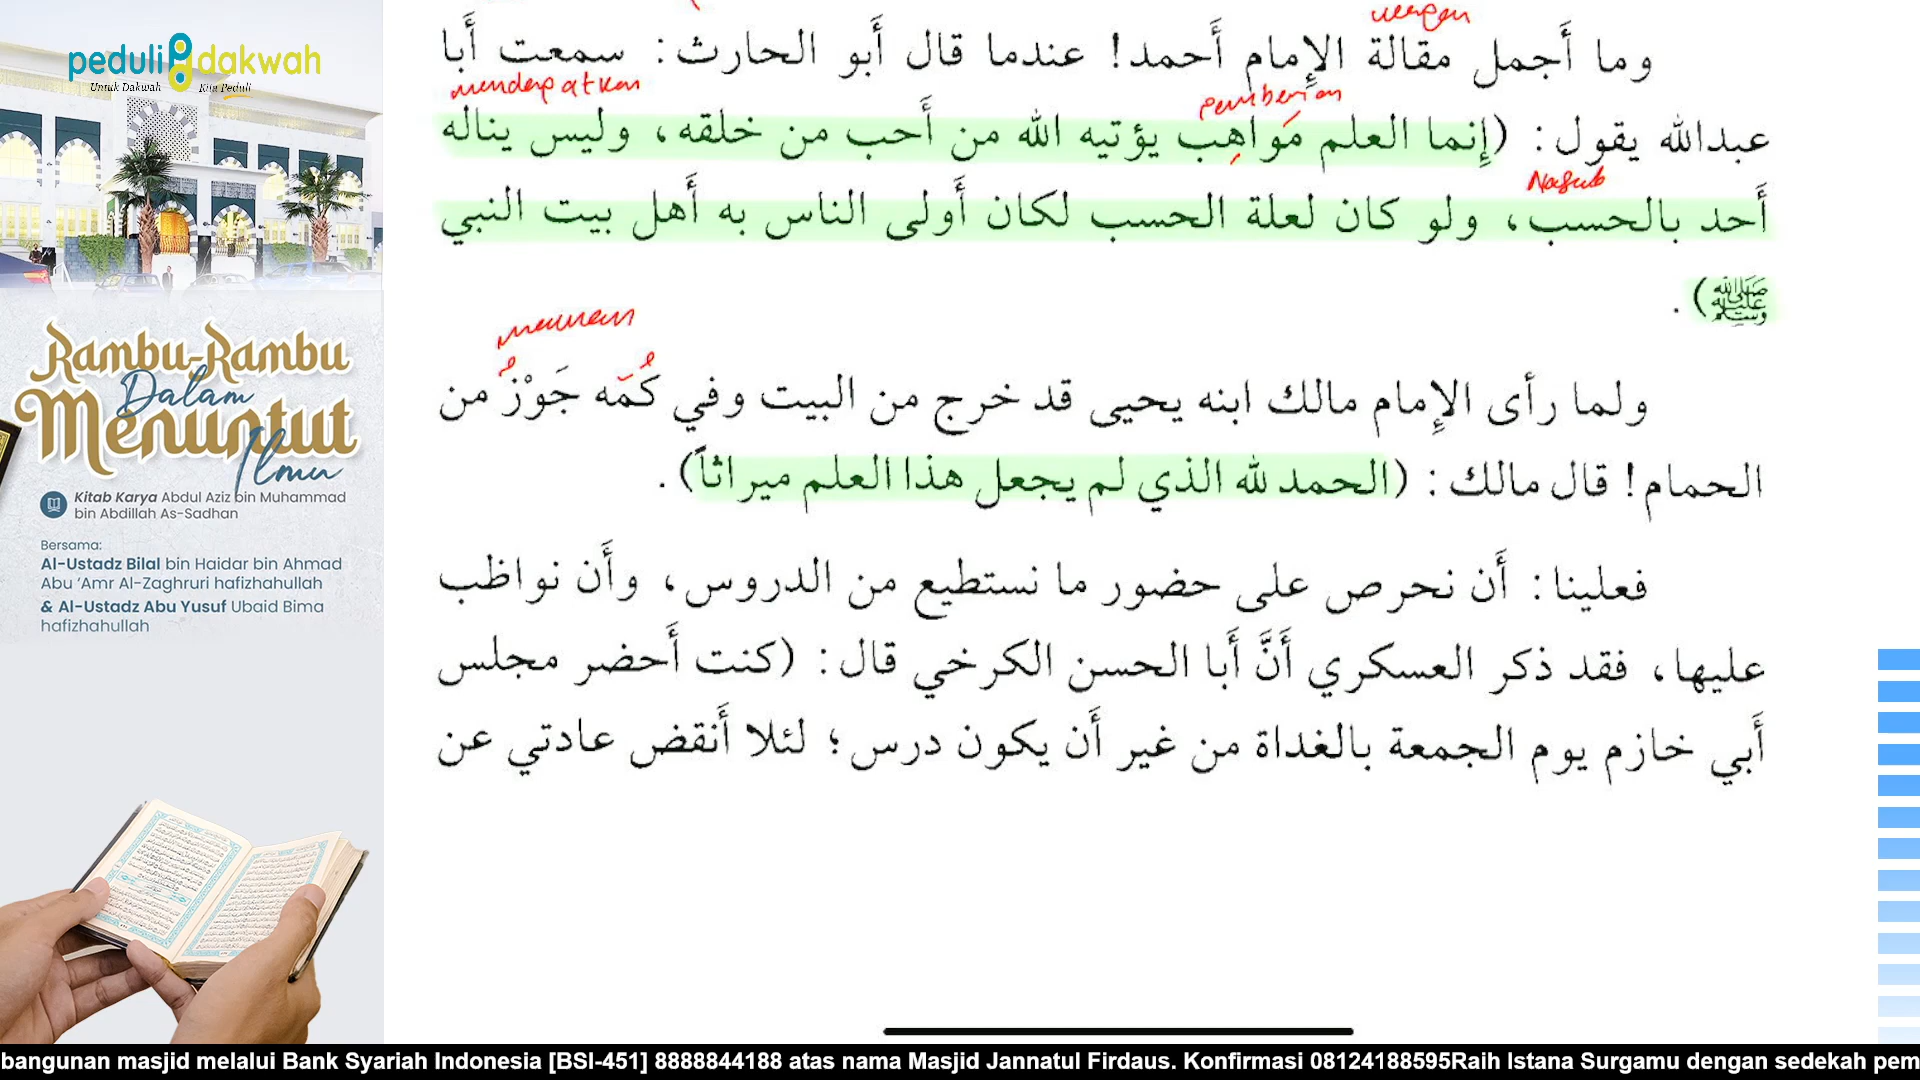 peduli dakwah
Untuk Dakwah Kita Peduli
Rambu-Rambu
Dalam
Menuntut
Ilmu
Kitab Karya Abdul Aziz bin Muhammad
bin Abdillah As-Sadhan
Bersama:
Al-Ustadz Bilal bin Haidar bin Ahmad
Abu ‘Amr Al-Zaghruri hafizhahullah
& Al-Ustadz Abu Yusuf Ubaid Bima
hafizhahullah
وما أَجمل مقالة الإِمام أَحمد! عندما قال أَبو الحارث: سمعت أَبا
mendapatkan
pemberian
عبدالله يقول: (إِنما العلم مَواهِب يؤتيه الله من أَحب من خلقه، وليس يناله
Nasab
أَحد بالحسب، ولو كان لعلة الحسب لكان أَولى الناس به أَهل بيت النبي
ﷺ).
ولما رأى الإِمام مالك ابنه يحيى قد خرج من البيت وفي كُمّه جَوْزُ من
الحمام! قال مالك: (الحمد لله الذي لم يجعل هذا العلم ميراثاً).
فعلينا: أَن نحرص على حضور ما نستطيع من الدروس، وأَن نواظب
عليها، فقد ذكر العسكري أَنَّ أَبا الحسن الكرخي قال: (كنت أَحضر مجلس
أَبي خازم يوم الجمعة بالغداة من غير أَن يكون درس؛ لئلا أَنقض عادتي عن
bangunan masjid melalui Bank Syariah Indonesia [BSI-451] 8888844188 atas nama Masjid Jannatul Firdaus. Konfirmasi 08124188595Raih Istana Surgamu dengan sedekah pem